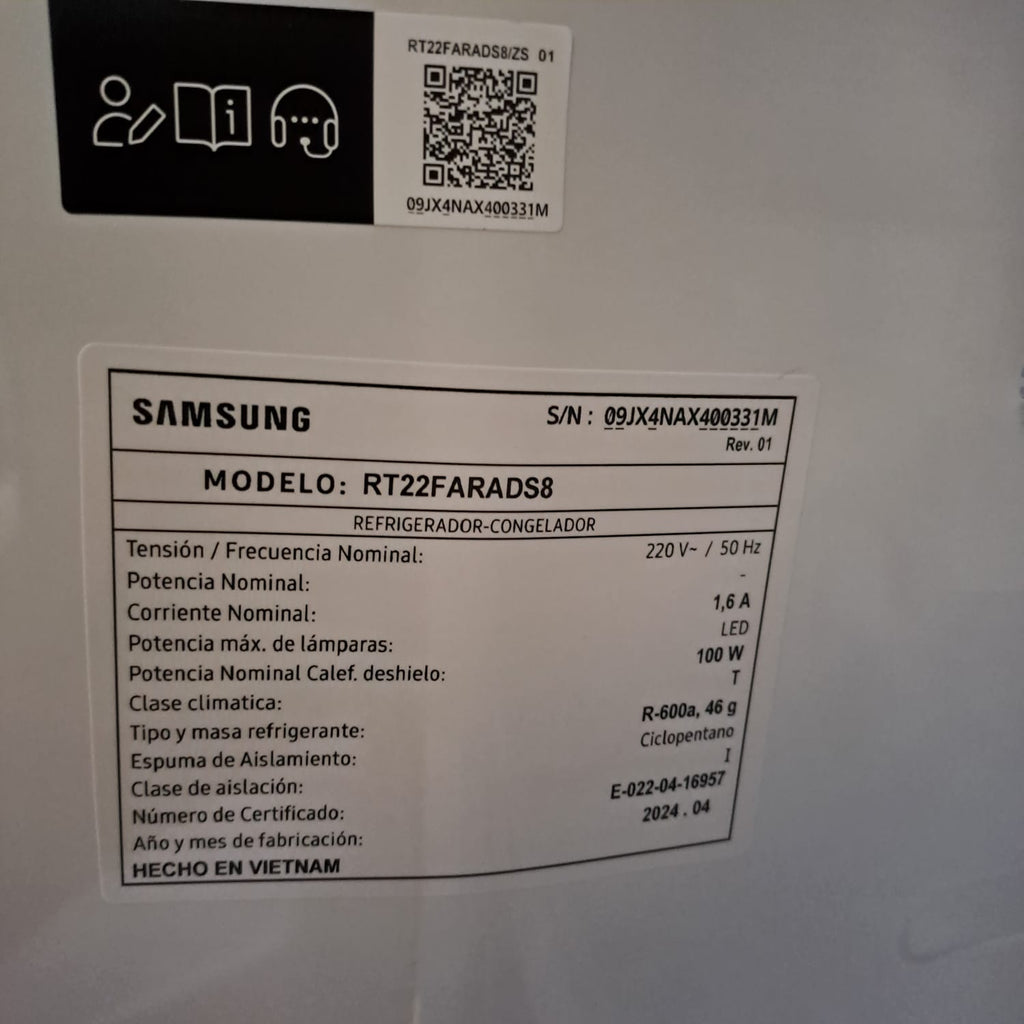 RT22FARADS8/ZS 01
09JX4NAX400331M
SAMSUNG S/N : 09JX4NAX400331M
Rev. 01
MODELO: RT22FARADS8
REFRIGERADOR-CONGELADOR
Tensión / Frecuencia Nominal: 220 V~ / 50 Hz
Potencia Nominal: -
Corriente Nominal: 1,6 A
Potencia máx. de lámparas: LED
Potencia Nominal Calef. deshielo: 100 W
Clase climatica: T
Tipo y masa refrigerante: R-600a, 46 g
Espuma de Aislamiento: Ciclopentano
Clase de aislación: I
Número de Certificado: E-022-04-16957
Año y mes de fabricación: 2024 . 04
HECHO EN VIETNAM